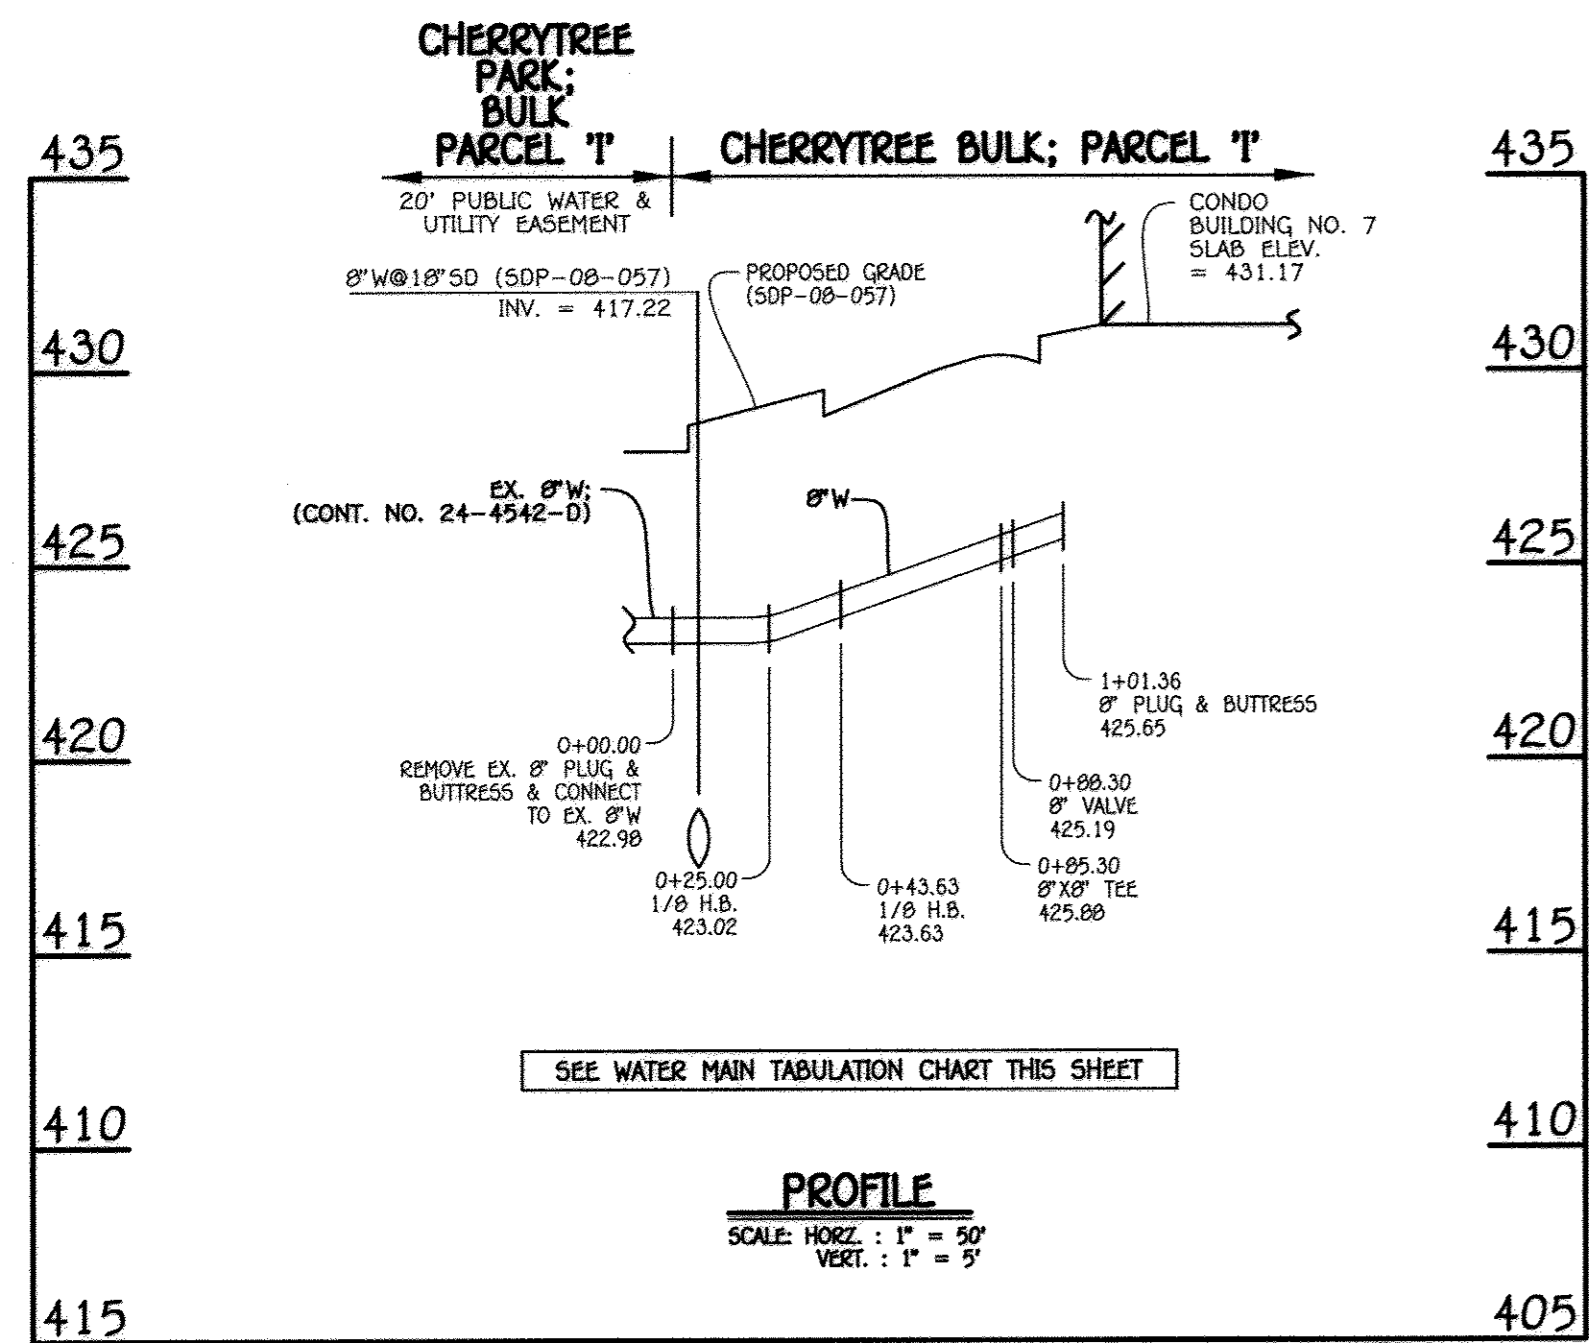 CHERRYTREE
PARK;
BULK
PARCEL 'I'
CHERRYTREE BULK; PARCEL 'I'
435
435
20' PUBLIC WATER &
UTILITY EASEMENT
CONDO
BUILDING NO. 7
SLAB ELEV.
= 431.17
8"W@18"SD (SDP-08-057)
INV. = 417.22
PROPOSED GRADE
(SDP-08-057)
430
430
EX. 8"W;
(CONT. NO. 24-4542-D)
8"W
425
425
1+01.36
8" PLUG & BUTTRESS
425.65
420
420
0+00.00
REMOVE EX. 8" PLUG &
BUTTRESS & CONNECT
TO EX. 8"W
422.98
0+88.30
8" VALVE
425.19
0+85.30
8"X8" TEE
425.88
0+25.00
1/8 H.B.
423.02
0+43.63
1/8 H.B.
423.63
415
415
SEE WATER MAIN TABULATION CHART THIS SHEET
410
410
PROFILE
SCALE: HORZ. : 1" = 50'
VERT. : 1" = 5'
415
405